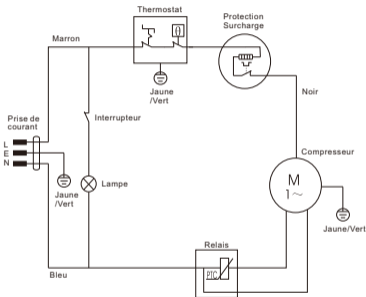 Thermostat
Protection
Surcharge
Marron
Jaune
/Vert
Noir
Prise de
courant
Interrupteur
L
E
N
Compresseur
M
1~
Lampe
Jaune
/Vert
Jaune/Vert
Relais
PTC
Bleu